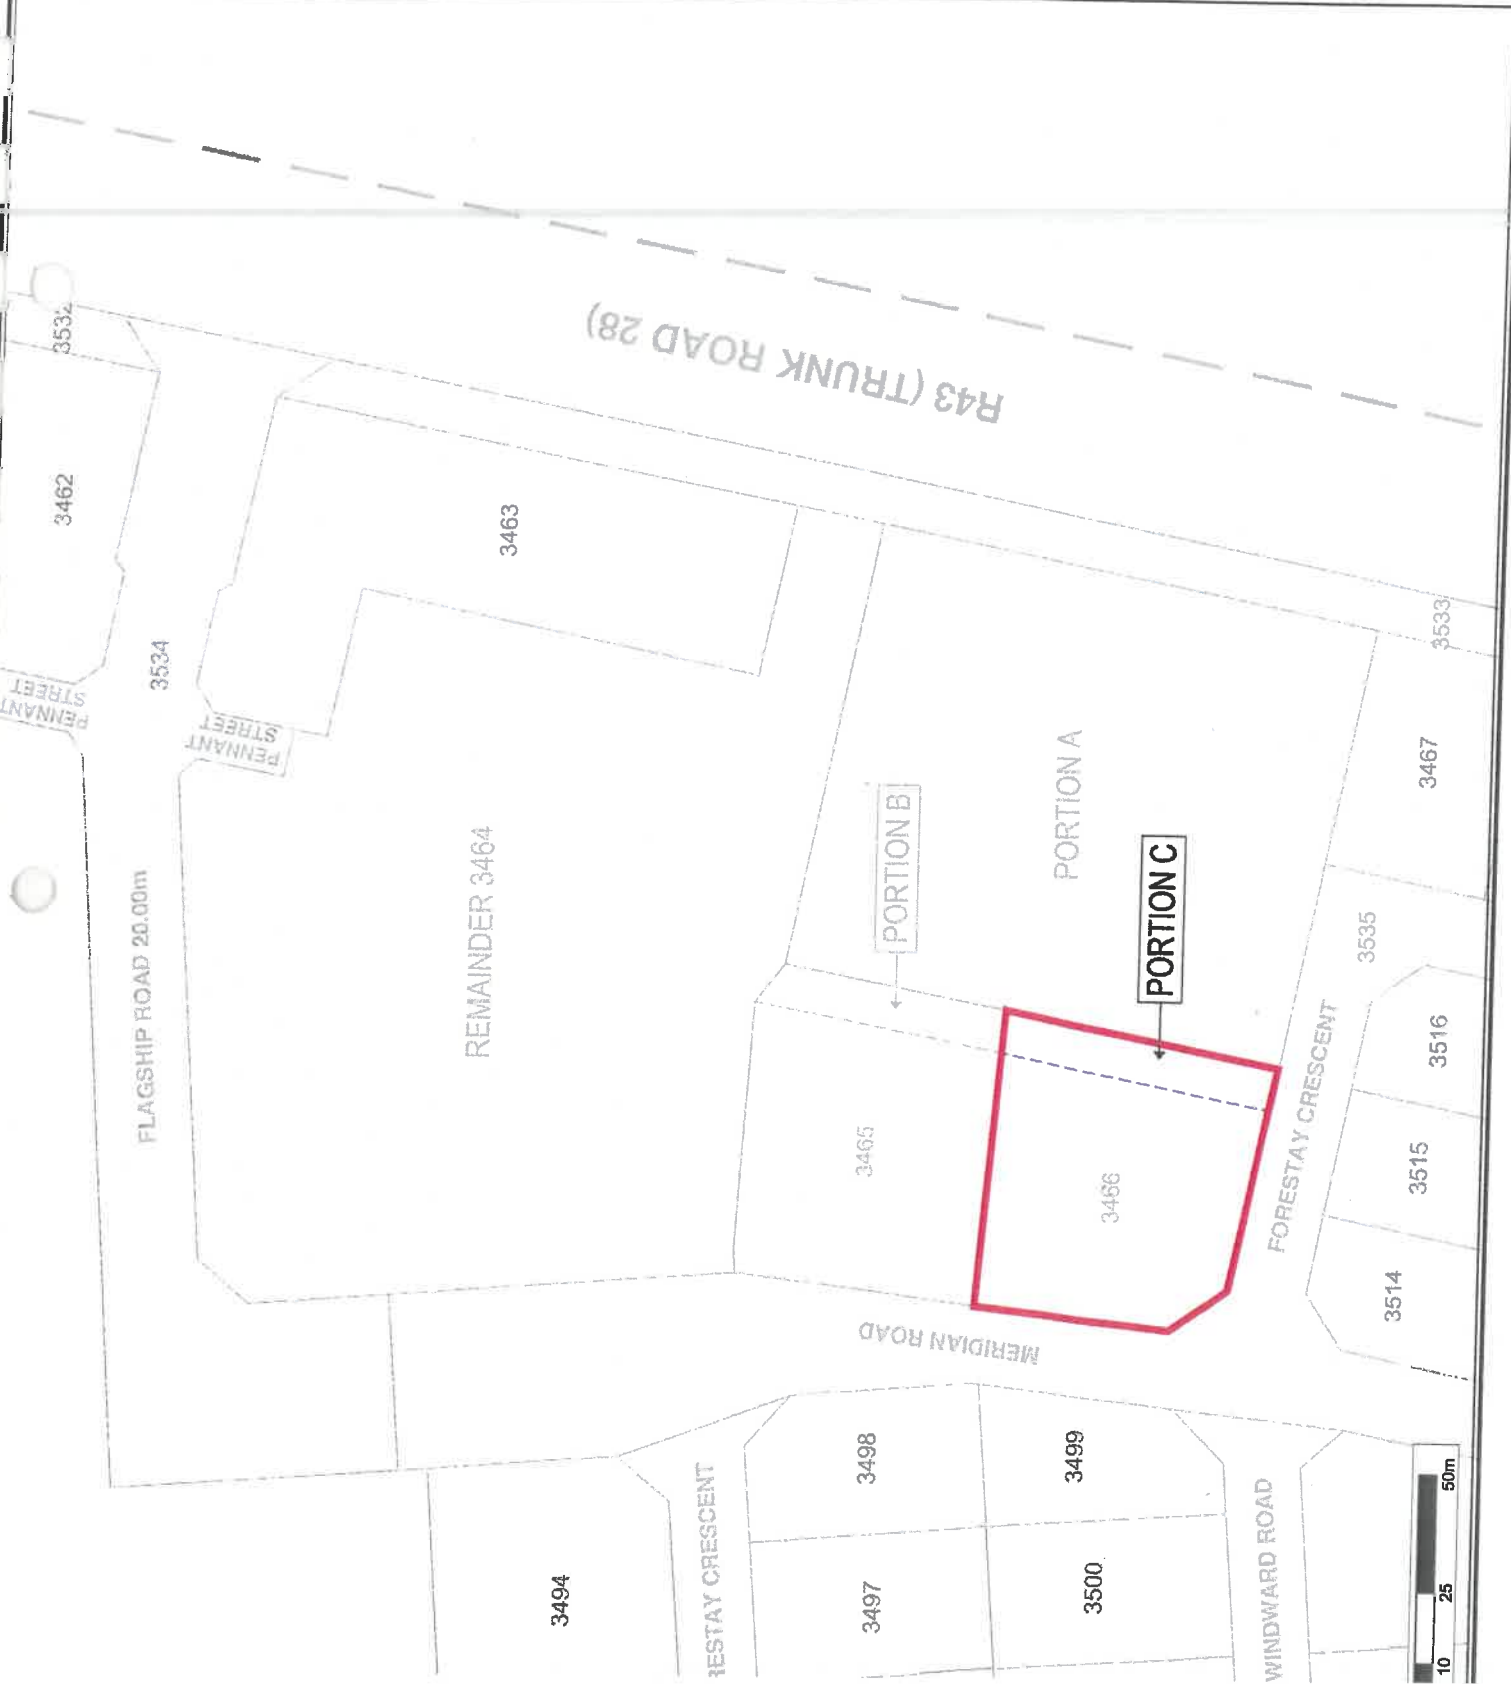 R43 (TRUNK ROAD 28)
3532
3462
3463
3534
PENNANT
STREET
PENNANT
STREET
FLAGSHIP ROAD 20.00m
REMAINDER 3464
PORTION B
PORTION A
PORTION C
3533
3467
3535
3516
3515
3514
FORESTAY CRESCENT
3465
3466
MERIDIAN ROAD
3498
3499
3494
RESTAY CRESCENT
3497
3500
WINDWARD ROAD
10 25 50m